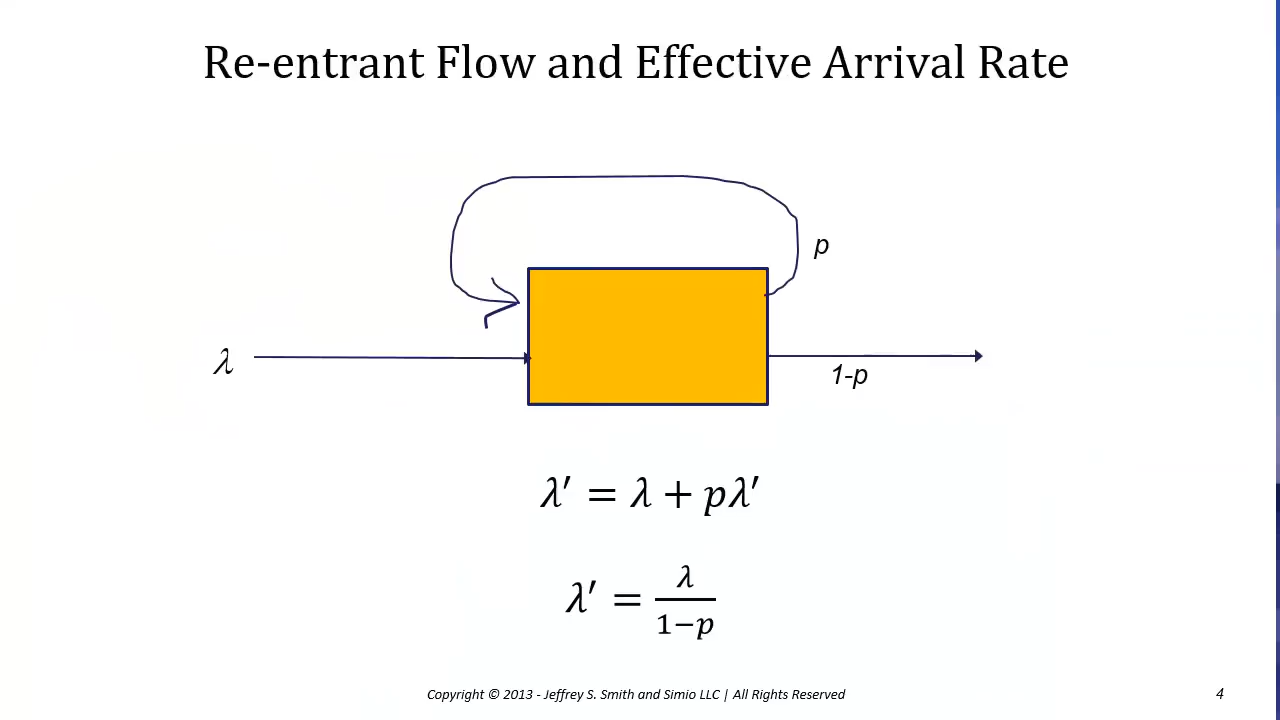 Re-entrant Flow and Effective Arrival Rate
p
λ
1-p
λ′ = λ + pλ′
λ′ = λ/(1−p)
Copyright © 2013 - Jeffrey S. Smith and Simio LLC | All Rights Reserved
4